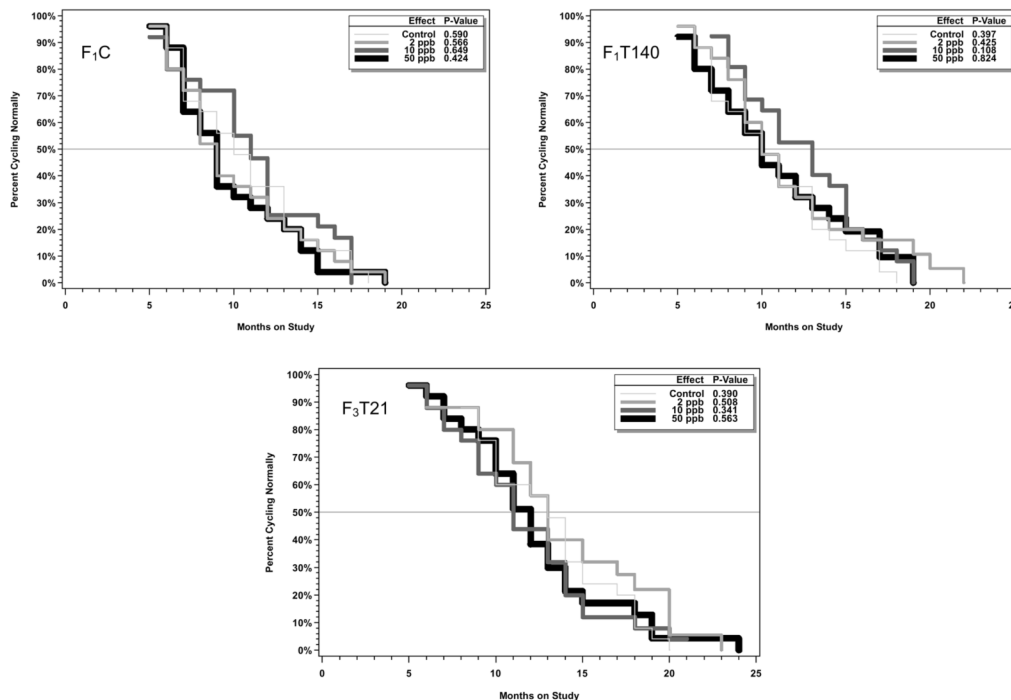 F₁C
Effect P-Value
Control 0.590
2 ppb 0.566
10 ppb 0.649
50 ppb 0.424
Percent Cycling Normally
100%
90%
80%
70%
60%
50%
40%
30%
20%
10%
0%
0 5 10 15 20 25
Months on Study
F₁T140
Effect P-Value
Control 0.397
2 ppb 0.425
10 ppb 0.108
50 ppb 0.824
Percent Cycling Normally
100%
90%
80%
70%
60%
50%
40%
30%
20%
10%
0%
0 5 10 15 20 25
Months on Study
F₃T21
Effect P-Value
Control 0.390
2 ppb 0.508
10 ppb 0.341
50 ppb 0.563
Percent Cycling Normally
100%
90%
80%
70%
60%
50%
40%
30%
20%
10%
0%
0 5 10 15 20 25
Months on Study